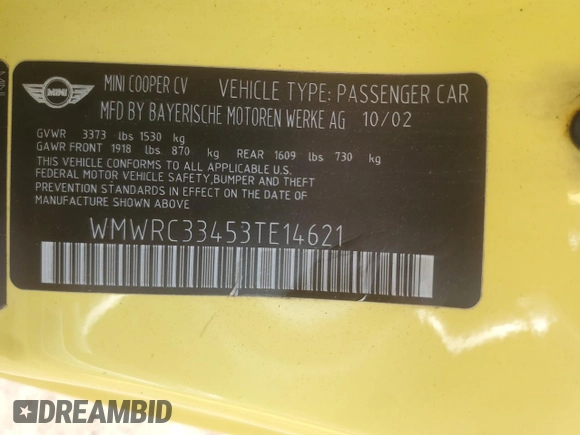 MINI
MINI COOPER CV VEHICLE TYPE: PASSENGER CAR
MFD BY BAYERISCHE MOTOREN WERKE AG 10/02
GVWR 3373 lbs 1530 kg
GAWR FRONT 1918 lbs 870 kg REAR 1609 lbs 730 kg
THIS VEHICLE CONFORMS TO ALL APPLICABLE U.S.
FEDERAL MOTOR VEHICLE SAFETY,BUMPER AND THEFT
PREVENTION STANDARDS IN EFFECT ON THE DATE OF
MANUFACTURE SHOWN ABOVE
WMWRC33453TE14621
DREAMBID